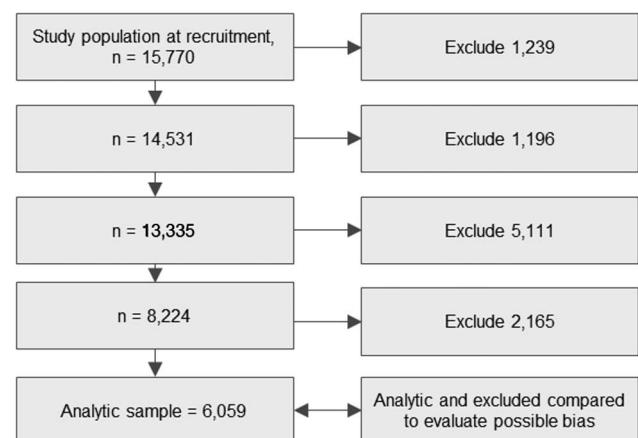 Study population at recruitment,
n = 15,770
Exclude 1,239
n = 14,531
Exclude 1,196
n = 13,335
Exclude 5,111
n = 8,224
Exclude 2,165
Analytic sample = 6,059
Analytic and excluded compared
to evaluate possible bias